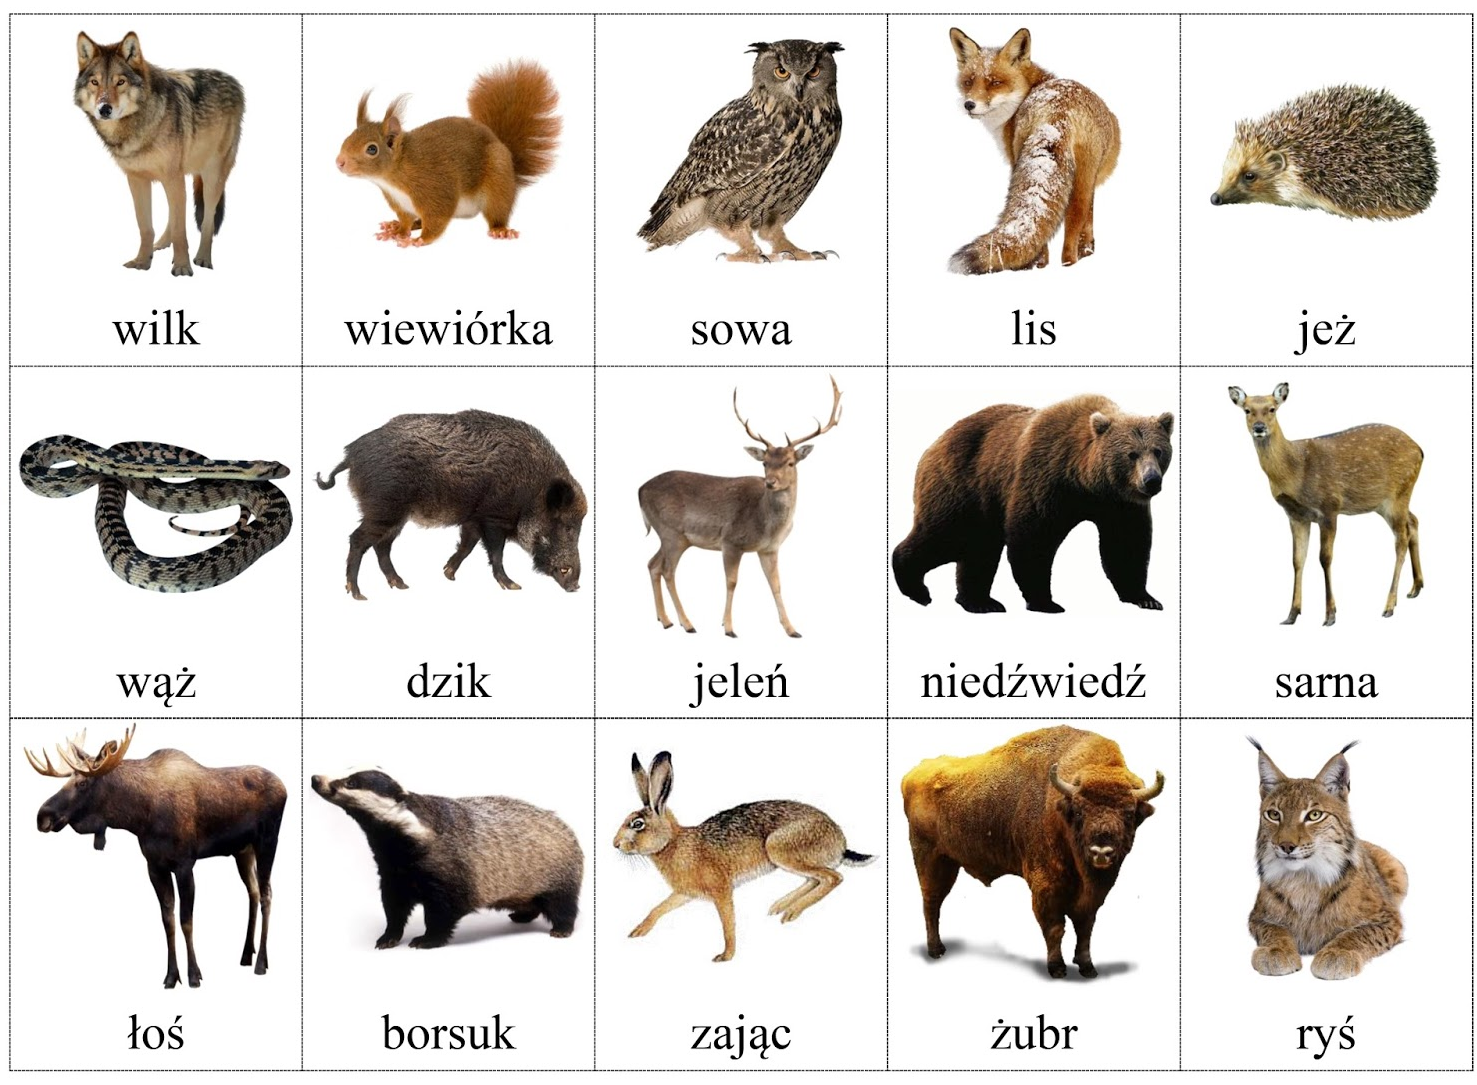 wilk
wiewiórka
sowa
lis
jeż
wąż
dzik
jeleń
niedźwiedź
sarna
łoś
borsuk
zając
żubr
ryś